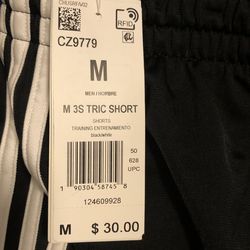 RFID
CZ9779
M
MEN / HOMBRE
M 3S TRIC SHORT
SHORTS
TRAINING ENTRENAMIENTO
black/white
50
628
UPC
1 90304 58745 8
124609928
M $ 30.00